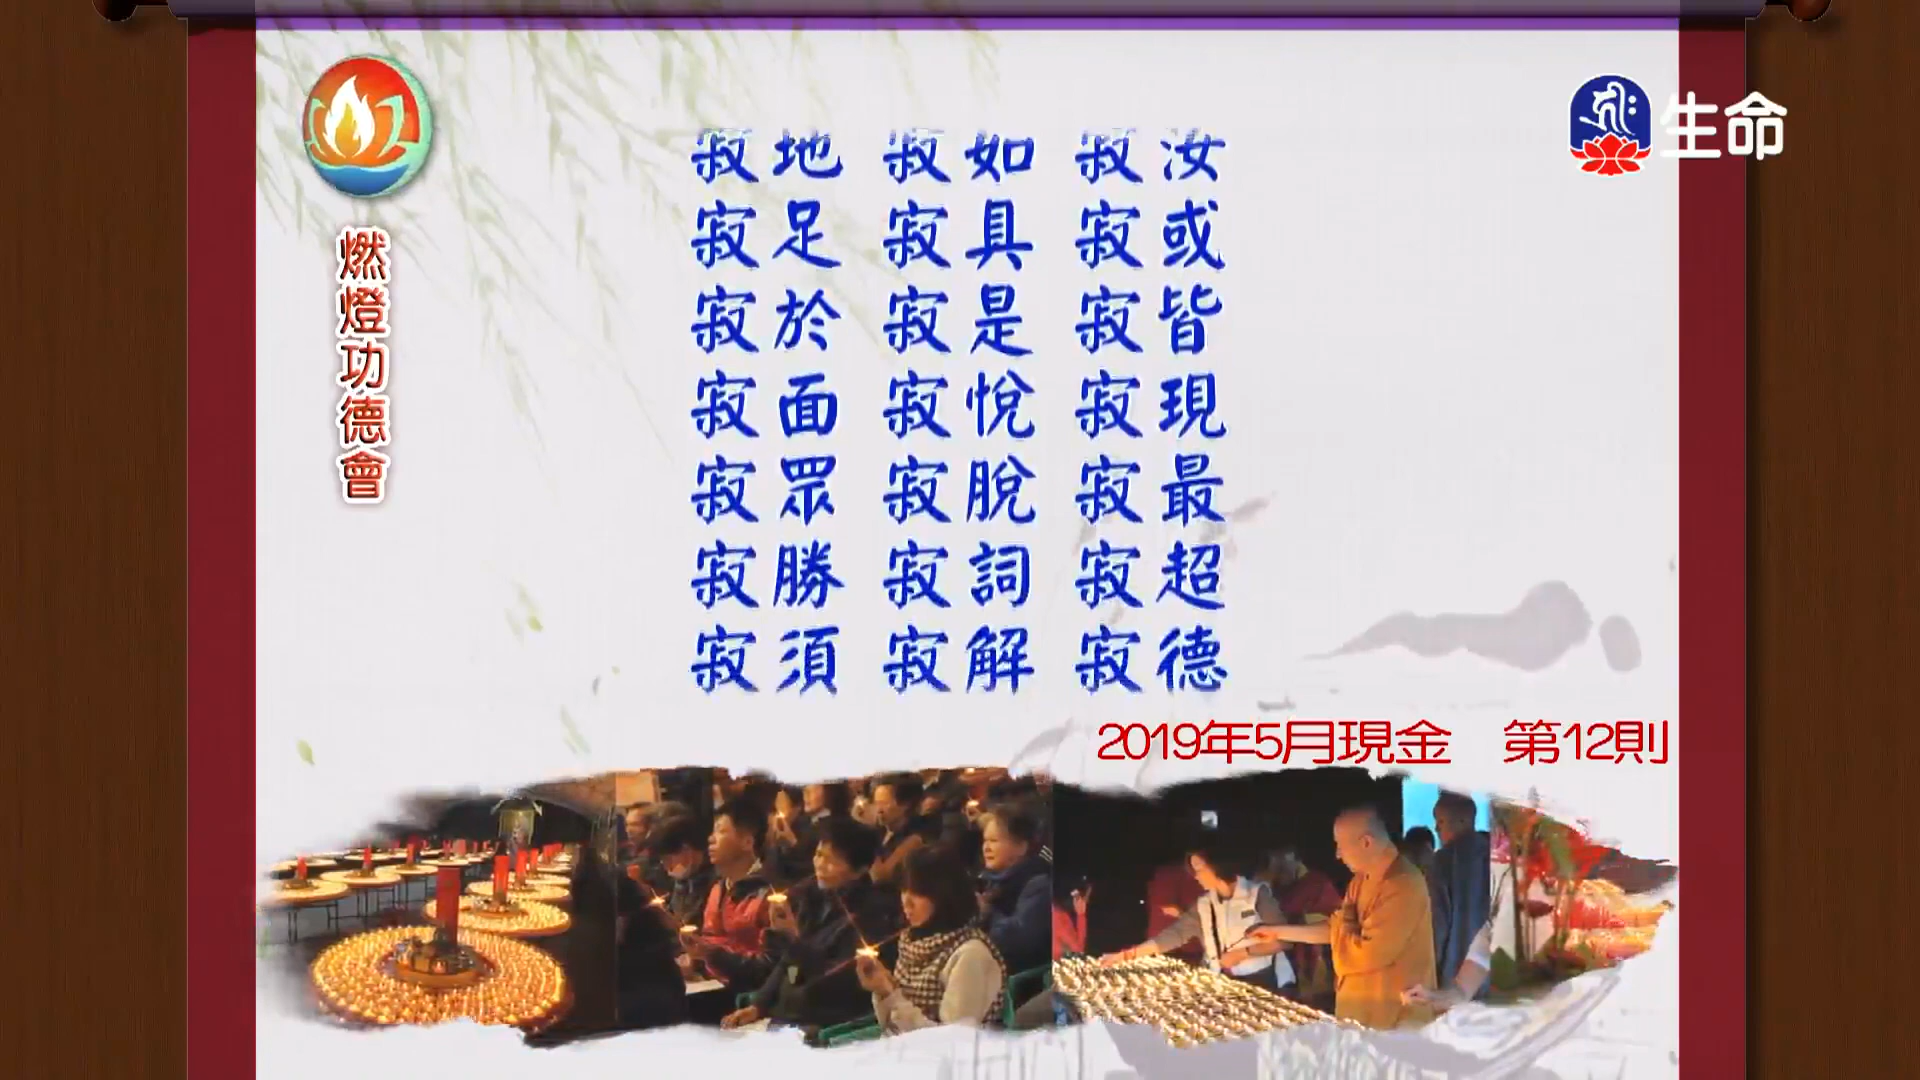 生命
燃燈功德會
寂地 寂如 寂汝
寂足 寂具 寂或
寂於 寂是 寂皆
寂面 寂悅 寂現
寂眾 寂脫 寂最
寂勝 寂詞 寂超
寂須 寂解 寂德
2019年5月現金 第12則